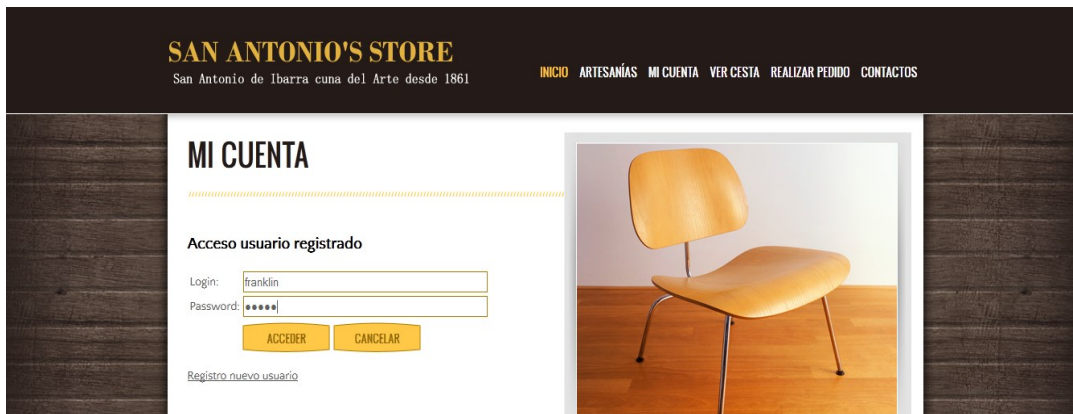 SAN ANTONIO'S STORE
San Antonio de Ibarra cuna del Arte desde 1861
INICIO ARTESANÍAS MI CUENTA VER CESTA REALIZAR PEDIDO CONTACTOS
MI CUENTA
Acceso usuario registrado
Login: franklin
Password: •••••
ACCEDER CANCELAR
Registro nuevo usuario